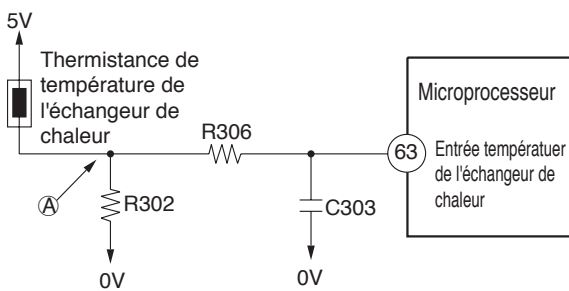 5V
Thermistance de
température de
l'échangeur de
chaleur
R306
Microprocesseur
63
Entrée températuer
de l'échangeur de
chaleur
A
R302
C303
0V
0V